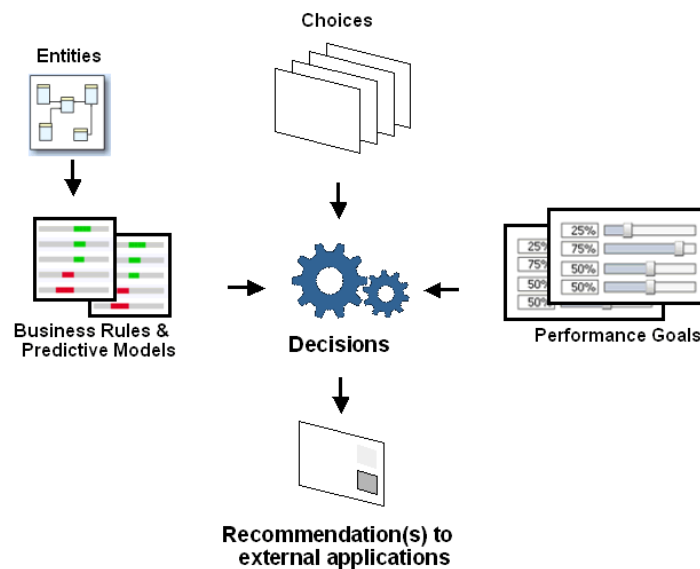 Choices
Entities
25%
75%
50%
50%
25%
75%
50%
50%
Business Rules &
Predictive Models
Decisions
Performance Goals
Recommendation(s) to
external applications